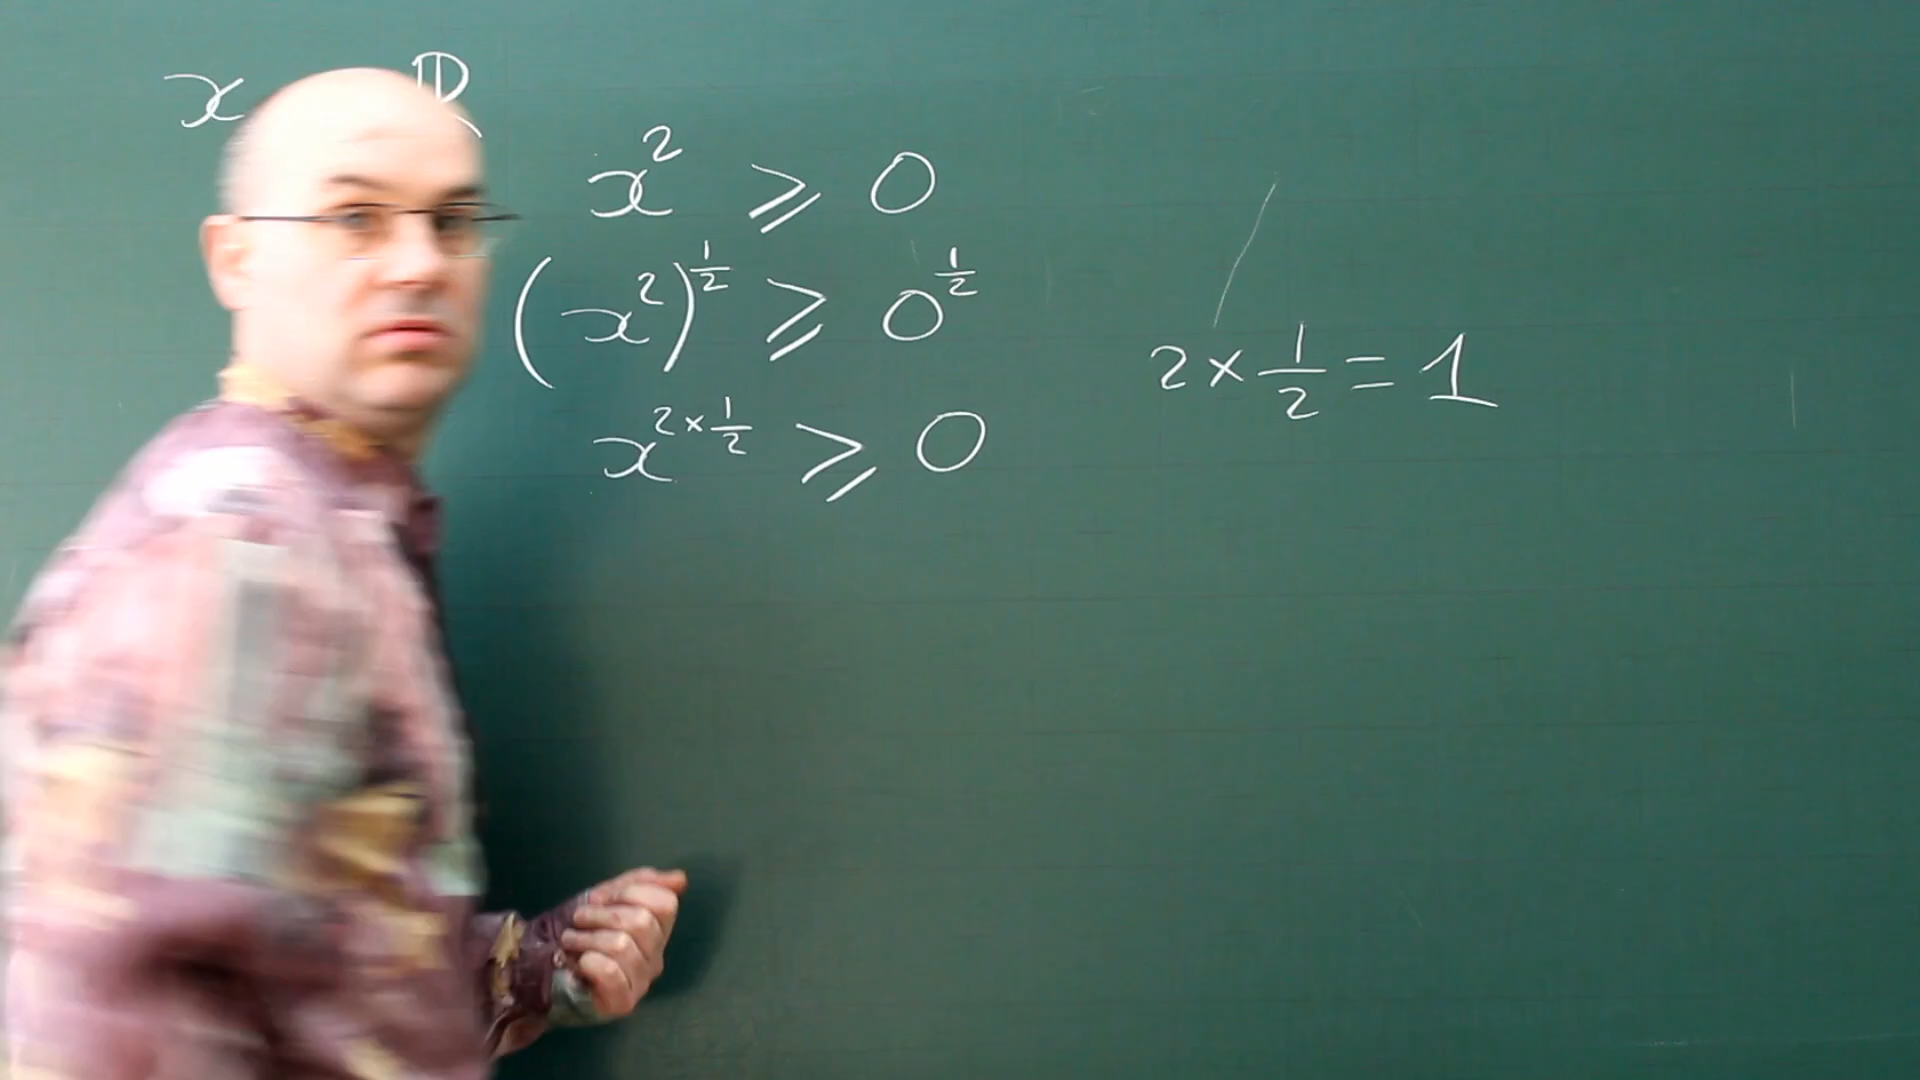 x ℝ
x² ⩾ 0
(x²)^½ ⩾ 0^½
2 × ½ = 1
x^(2×½) ⩾ 0